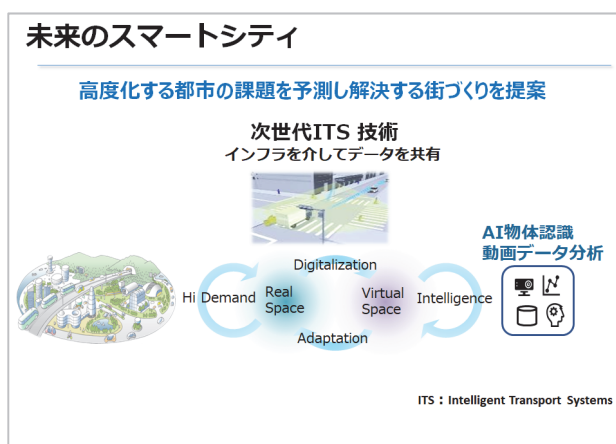 未来のスマートシティ
高度化する都市の課題を予測し解決する街づくりを提案
次世代ITS 技術
インフラを介してデータを共有
AI物体認識
動画データ分析
Digitalization
Hi Demand
Real
Space
Virtual
Space
Intelligence
Adaptation
ITS：Intelligent Transport Systems